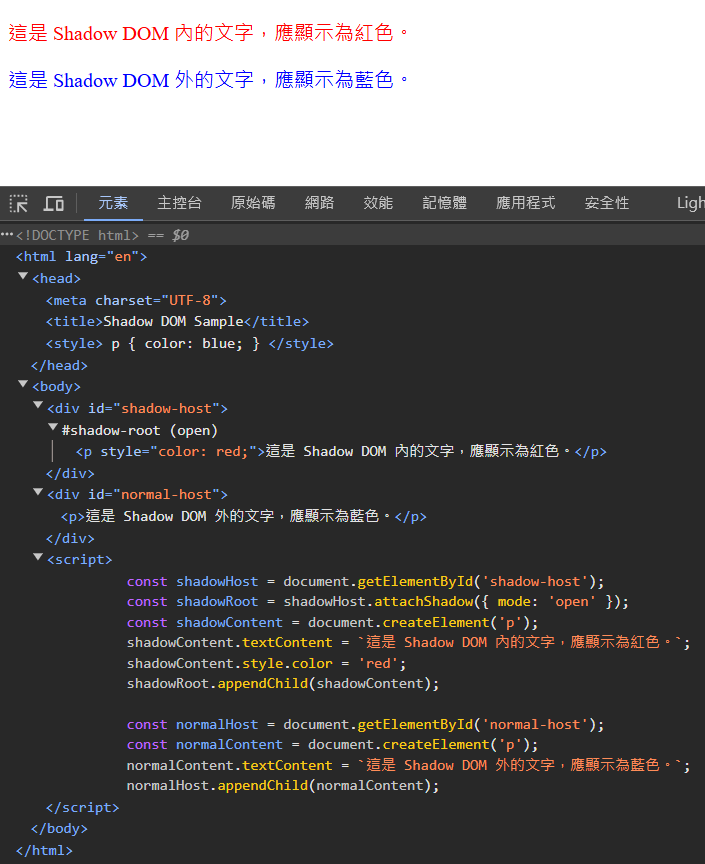 這是 Shadow DOM 內的文字，應顯示為紅色。
這是 Shadow DOM 外的文字，應顯示為藍色。
元素 主控台 原始碼 網路 效能 記憶體 應用程式 安全性 Ligh
···<!DOCTYPE html> == $0
<html lang="en">
▼<head>
<meta charset="UTF-8">
<title>Shadow DOM Sample</title>
<style> p { color: blue; } </style>
</head>
▼<body>
▼<div id="shadow-host">
▼#shadow-root (open)
<p style="color: red;">這是 Shadow DOM 內的文字，應顯示為紅色。</p>
</div>
▼<div id="normal-host">
<p>這是 Shadow DOM 外的文字，應顯示為藍色。</p>
</div>
▼<script>
const shadowHost = document.getElementById('shadow-host');
const shadowRoot = shadowHost.attachShadow({ mode: 'open' });
const shadowContent = document.createElement('p');
shadowContent.textContent = `這是 Shadow DOM 內的文字，應顯示為紅色。`;
shadowContent.style.color = 'red';
shadowRoot.appendChild(shadowContent);
const normalHost = document.getElementById('normal-host');
const normalContent = document.createElement('p');
normalContent.textContent = `這是 Shadow DOM 外的文字，應顯示為藍色。`;
normalHost.appendChild(normalContent);
</script>
</body>
</html>